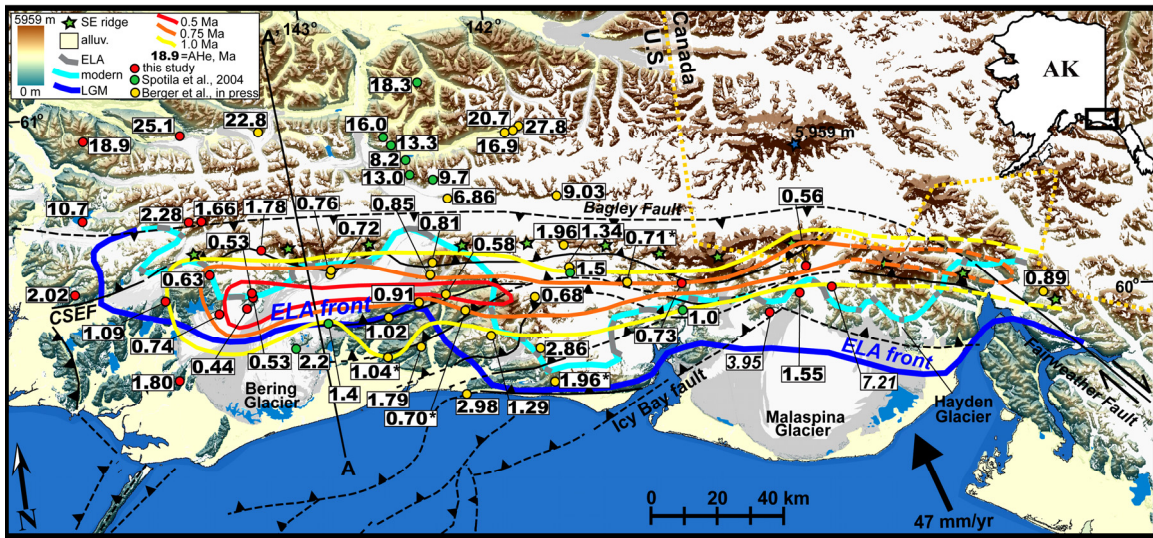 5959 m
0 m
SE ridge
alluv.
ELA
modern
LGM
0.5 Ma
0.75 Ma
1.0 Ma
18.9=AHe, Ma
this study
Spotila et al., 2004
Berger et al., in press
A'
143°
142°
Canada
U S
AK
61°
18.3
25.1
22.8
16.0
20.7
27.8
18.9
13.3
16.9
5 959 m
8.2
13.0
9.7
6.86
9.03
10.7
2.28
1.66
1.78
0.76
0.85
0.81
Bagley Fault
0.56
0.53
0.72
0.58
1.96
1.34
0.71*
0.63
1.5
60°
0.89
2.02
CSEF
ELA front
0.91
0.68
1.09
0.74
1.02
1.0
0.44
0.53
2.2
1.04*
2.86
0.73
3.95
ELA front
Fairweather Fault
1.80
Bering
Glacier
1.4
1.79
0.70*
2.98
1.29
1.96*
Icy Bay fault
1.55
7.21
Malaspina
Glacier
Hayden
Glacier
A
N
0 20 40 km
47 mm/yr